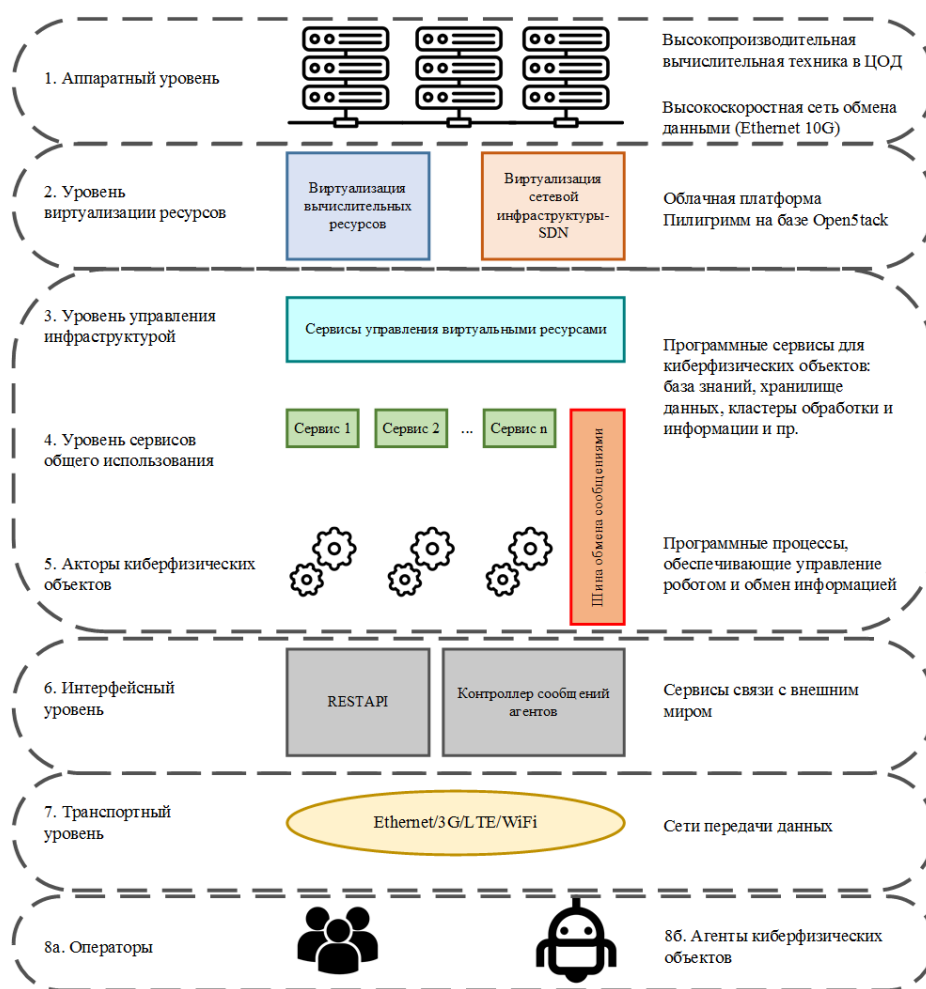 1. Аппаратный уровень
Высокопроизводительная
вычислительная техника в ЦОД
Высокоскоростная сеть обмена
данными (Ethernet 10G)
2. Уровень
виртуализации ресурсов
Виртуализация
вычислительных
ресурсов
Виртуализация
сетевой
инфраструктуры-
SDN
Облачная платформа
Пилигримм на базе Open5tack
3. Уровень управления
инфраструктурой
Сервисы управления виртуальными ресурсами
Программные сервисы для
киберфизических объектов:
база знаний, хранилище
данных, кластеры обработки и
информации и пр.
4. Уровень сервисов
общего использования
Сервис 1
Сервис 2
...
Сервис n
Шина обмена сообщениями
5. Акторы киберфизических
объектов
Программные процессы,
обеспечивающие управление
роботом и обмен информацией
6. Интерфейсный
уровень
RESTAPI
Контроллер сообщений
агентов
Сервисы связи с внешним
миром
7. Транспортный
уровень
Ethernet/3G/LTE/WiFi
Сети передачи данных
8а. Операторы
8б. Агенты киберфизических
объектов